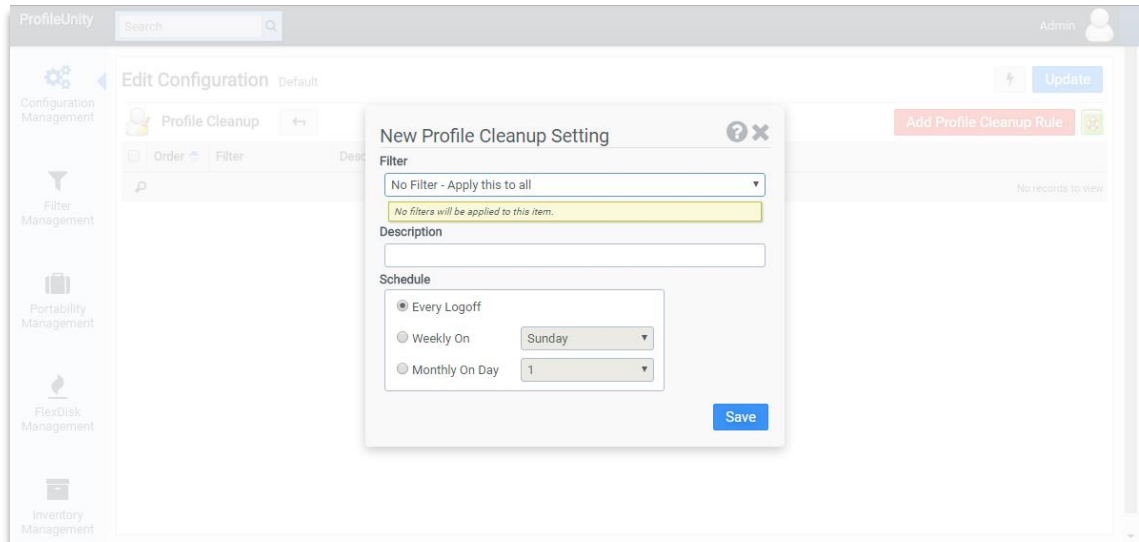 ProfileUnity
Search
Admin
Edit Configuration Default
Update
Configuration
Management
Profile Cleanup
Add Profile Cleanup Rule
Order Filter Desc
No records to view
Filter
Management
Portability
Management
FlexDisk
Management
Inventory
Management
New Profile Cleanup Setting
Filter
No Filter - Apply this to all
No filters will be applied to this item.
Description
Schedule
Every Logoff
Weekly On Sunday
Monthly On Day 1
Save